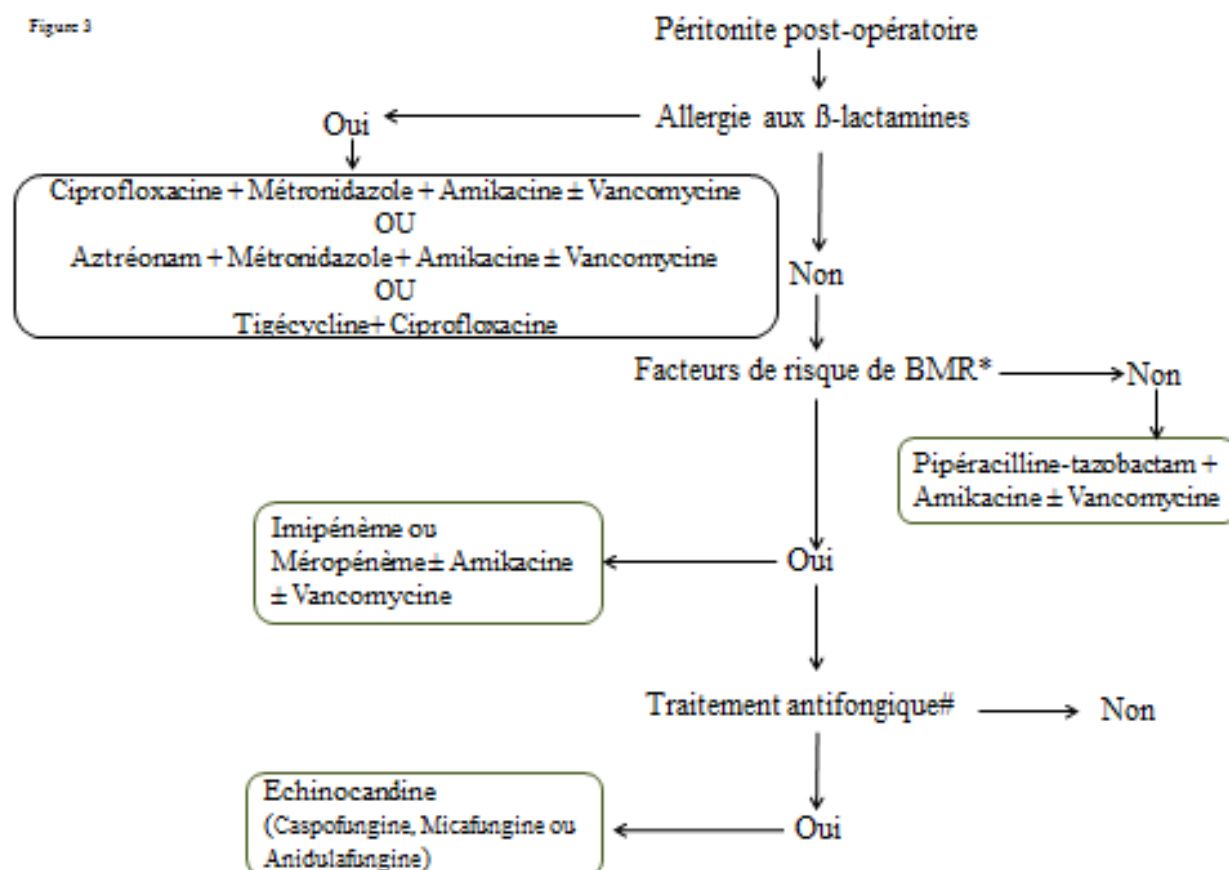 Figure 3
Péritonite post-opératoire
Allergie aux ß-lactamines
Oui
Ciprofloxacine + Métronidazole + Amikacine ± Vancomycine
OU
Aztréonam + Métronidazole + Amikacine ± Vancomycine
OU
Tigécycline+ Ciprofloxacine
Non
Facteurs de risque de BMR*
Non
Pipéracilline-tazobactam +
Amikacine ± Vancomycine
Oui
Imipénème ou
Méropénème ± Amikacine
± Vancomycine
Traitement antifongique#
Non
Oui
Echinocandine
(Caspofungine, Micafungine ou
Anidulafungine)